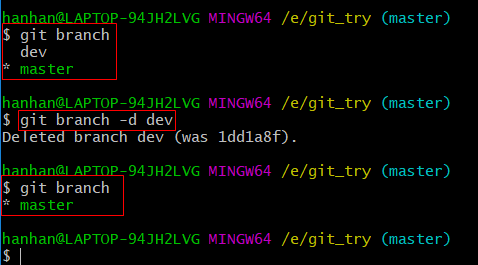 hanhan@LAPTOP-94JH2LVG MINGW64 /e/git_try (master)
$ git branch
  dev
* master
hanhan@LAPTOP-94JH2LVG MINGW64 /e/git_try (master)
$ git branch -d dev
Deleted branch dev (was 1dd1a8f).
hanhan@LAPTOP-94JH2LVG MINGW64 /e/git_try (master)
$ git branch
* master
hanhan@LAPTOP-94JH2LVG MINGW64 /e/git_try (master)
$